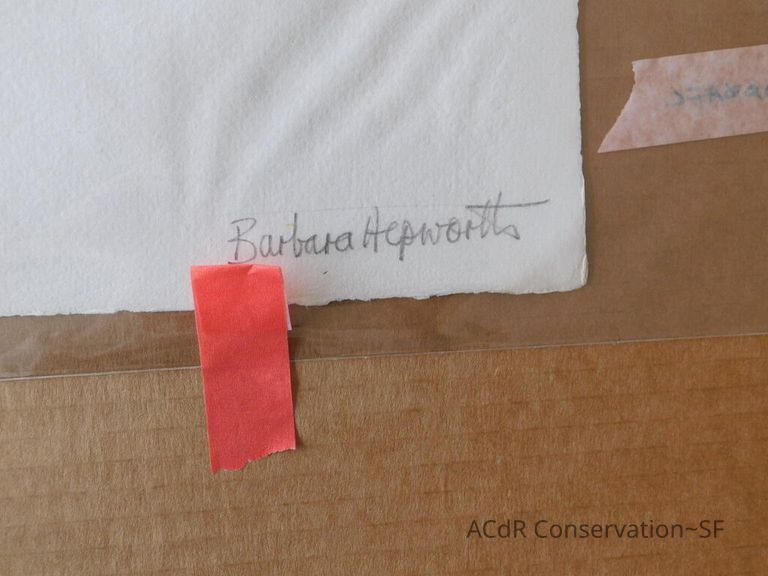 Barbara Hepworth
ACdR Conservation~SF